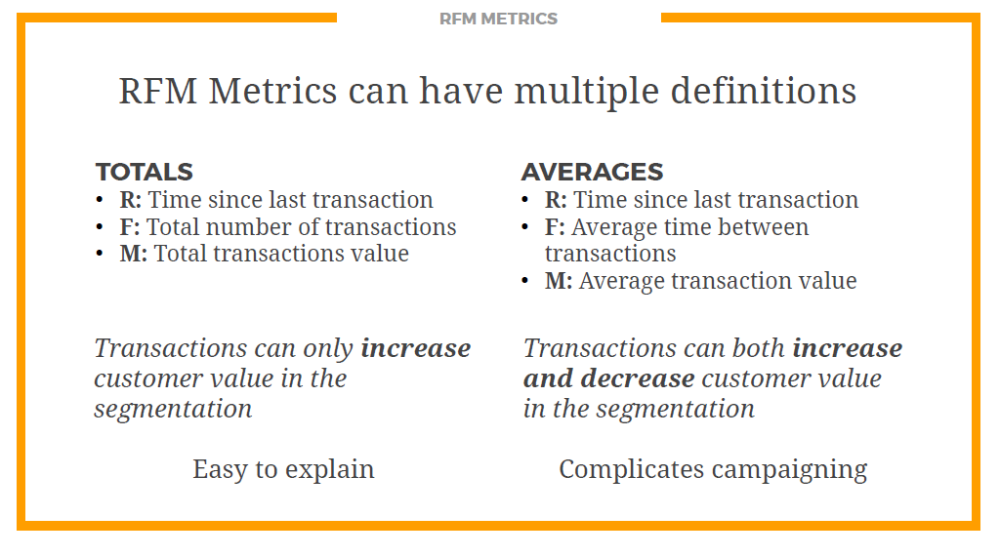 RFM METRICS
RFM Metrics can have multiple definitions
TOTALS
• R: Time since last transaction
• F: Total number of transactions
• M: Total transactions value
Transactions can only increase
customer value in the
segmentation
Easy to explain
AVERAGES
• R: Time since last transaction
• F: Average time between
transactions
• M: Average transaction value
Transactions can both increase
and decrease customer value
in the segmentation
Complicates campaigning